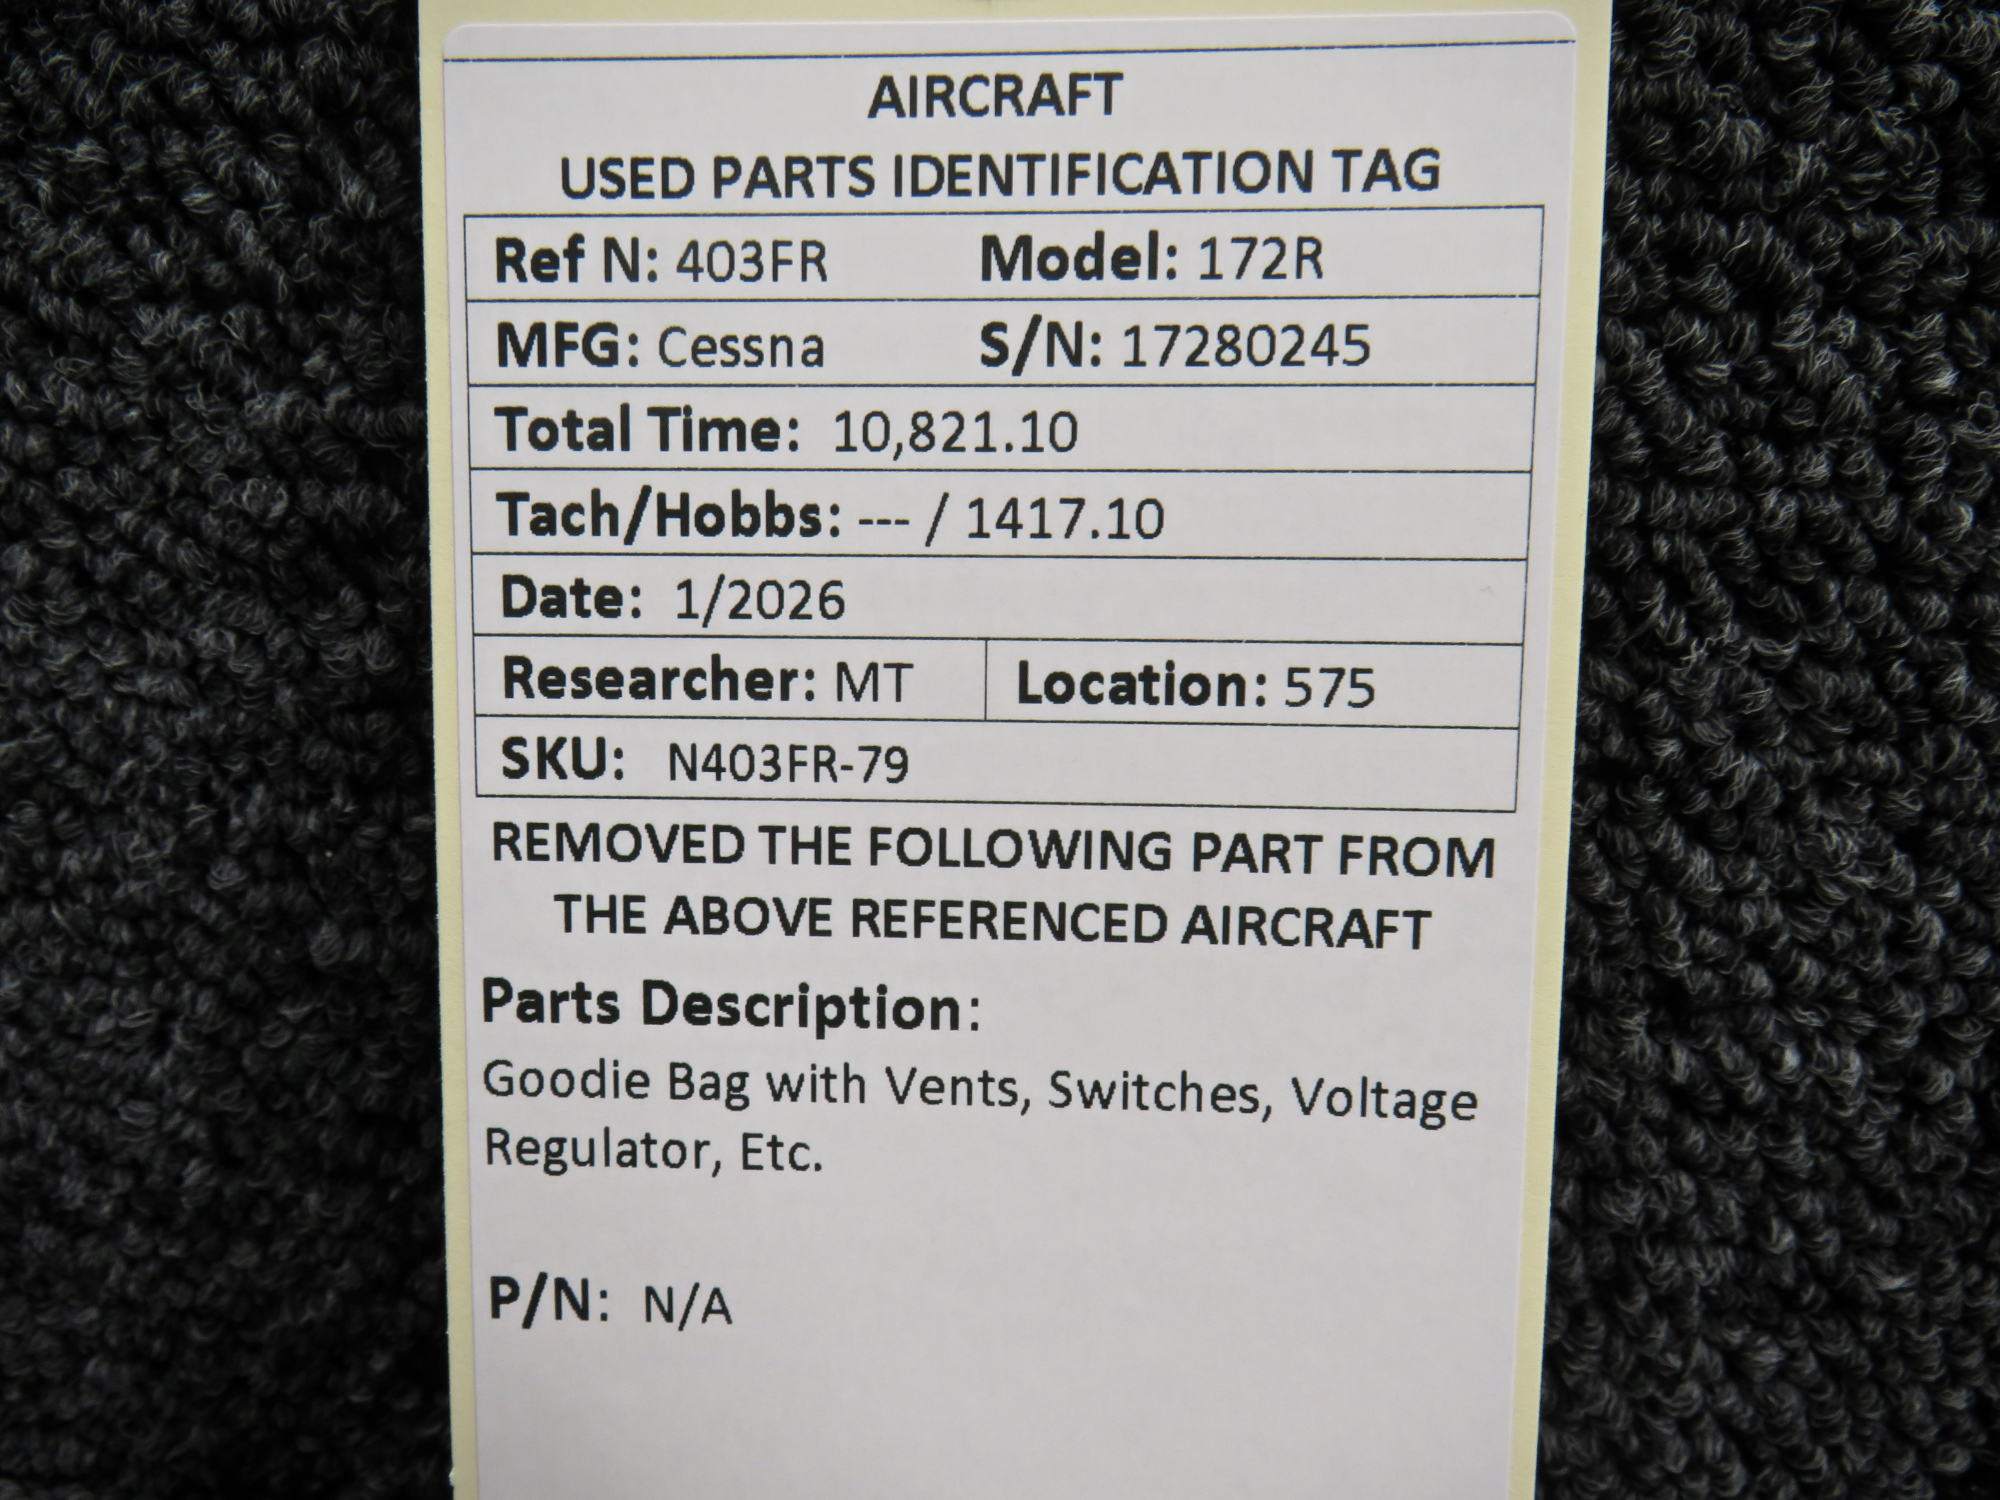 AIRCRAFT
USED PARTS IDENTIFICATION TAG
Ref N: 403FR Model: 172R
MFG: Cessna S/N: 17280245
Total Time: 10,821.10
Tach/Hobbs: --- / 1417.10
Date: 1/2026
Researcher: MT Location: 575
SKU: N403FR-79
REMOVED THE FOLLOWING PART FROM
THE ABOVE REFERENCED AIRCRAFT
Parts Description:
Goodie Bag with Vents, Switches, Voltage
Regulator, Etc.
P/N: N/A